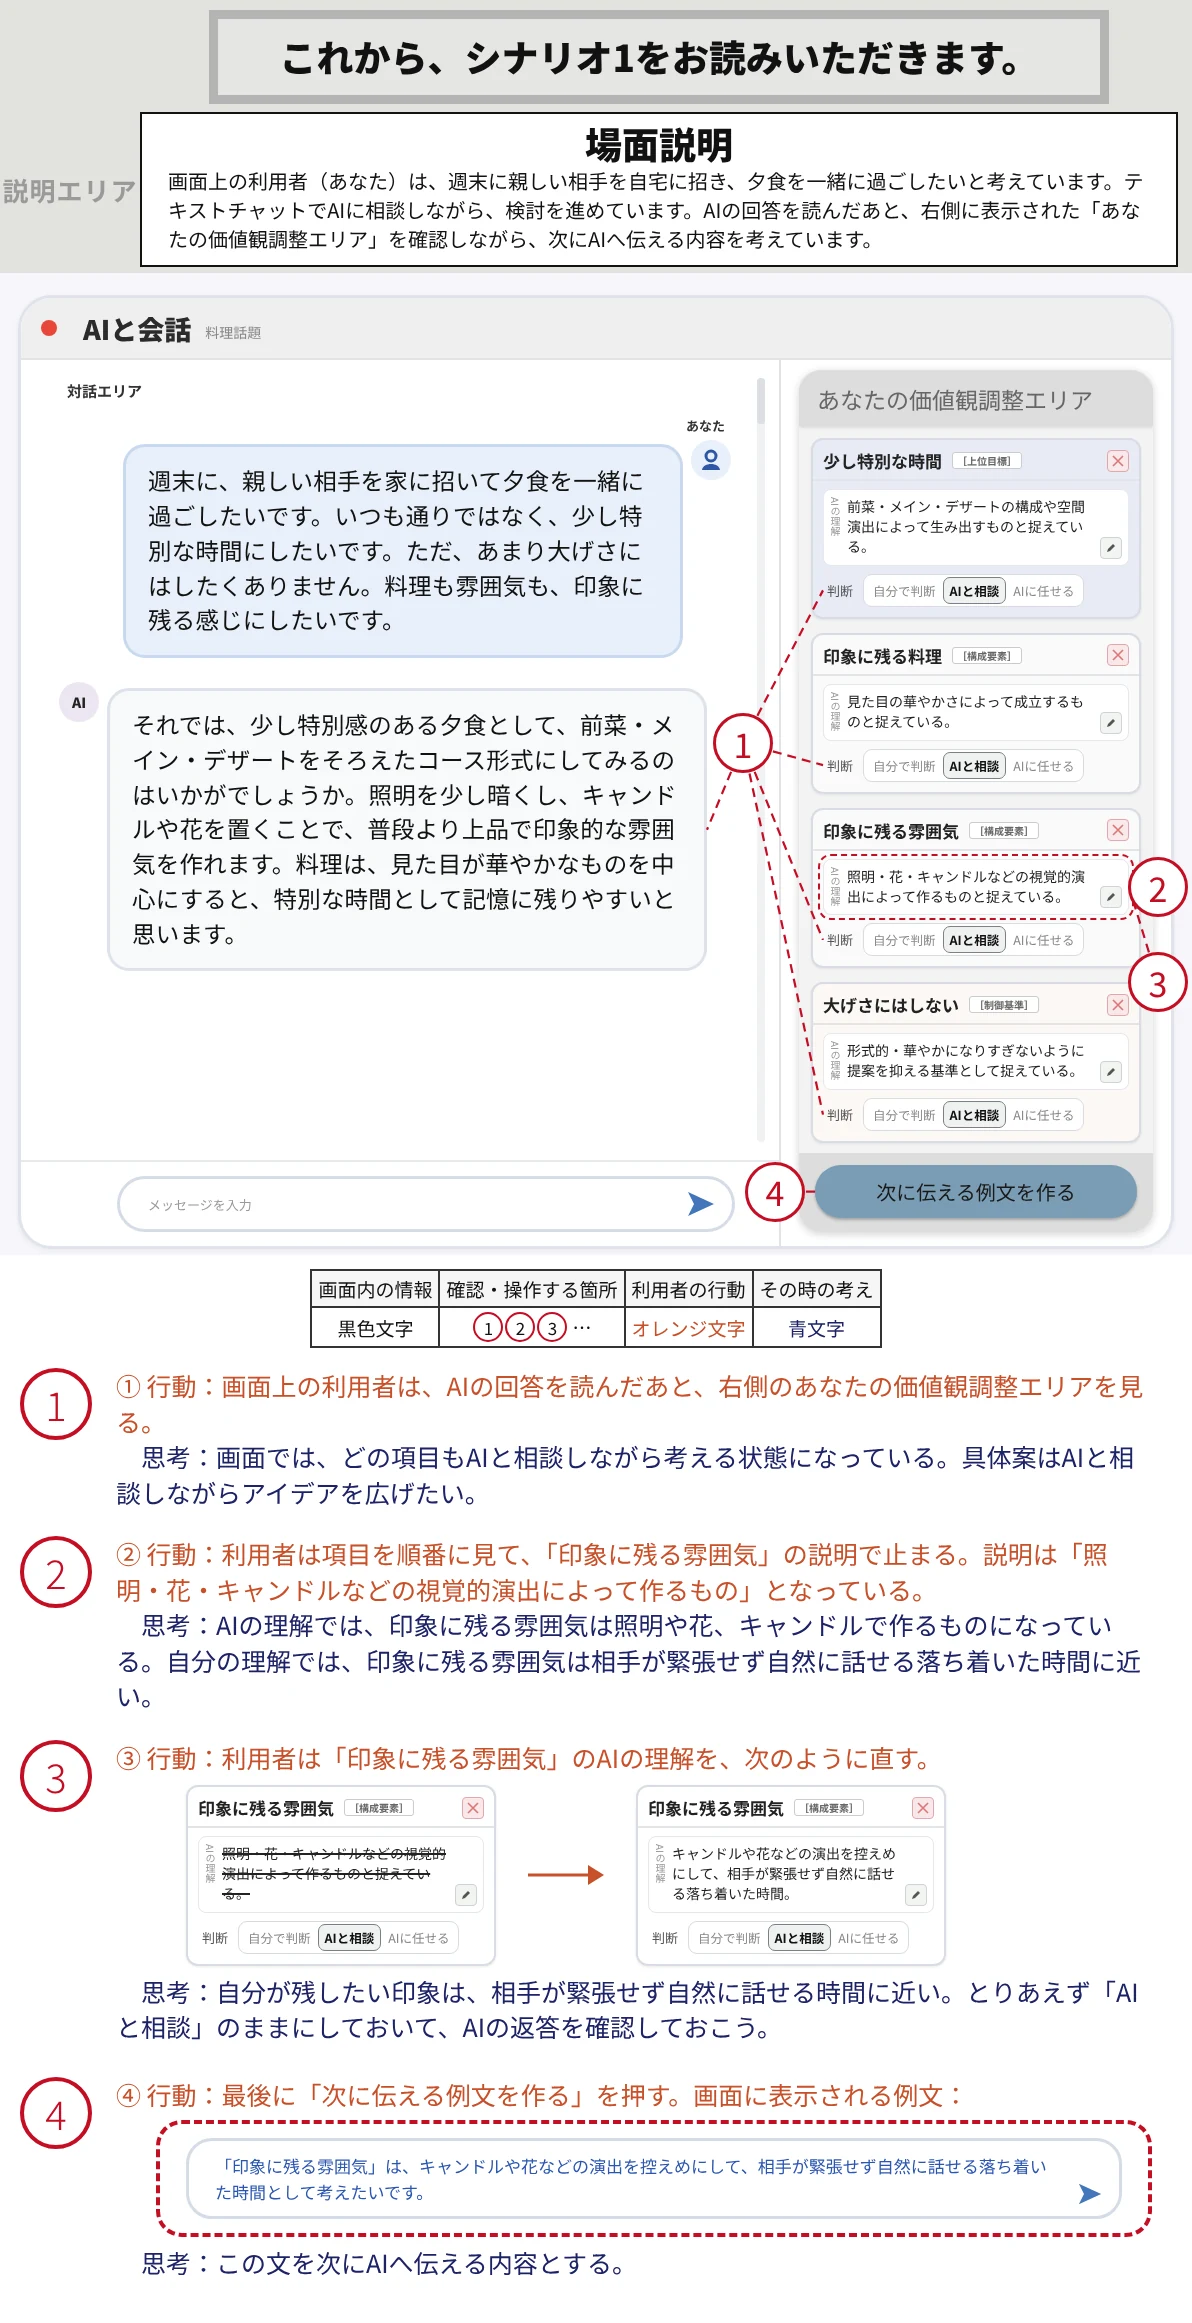 これから、シナリオ1をお読みいただきます。
説明エリア
場面説明
画面上の利用者（あなた）は、週末に親しい相手を自宅に招き、夕食を一緒に過ごしたいと考えています。テ
キストチャットでAIに相談しながら、検討を進めています。AIの回答を読んだあと、右側に表示された「あな
たの価値観調整エリア」を確認しながら、次にAIへ伝える内容を考えています。
AIと会話 料理話題
対話エリア
あなた
週末に、親しい相手を家に招いて夕食を一緒に
過ごしたいです。いつも通りではなく、少し特
別な時間にしたいです。ただ、あまり大げさに
はしたくありません。料理も雰囲気も、印象に
残る感じにしたいです。
AI
それでは、少し特別感のある夕食として、前菜・メ
イン・デザートをそろえたコース形式にしてみるの
はいかがでしょうか。照明を少し暗くし、キャンド
ルや花を置くことで、普段より上品で印象的な雰囲
気を作れます。料理は、見た目が華やかなものを中
心にすると、特別な時間として記憶に残りやすいと
思います。
メッセージを入力
あなたの価値観調整エリア
少し特別な時間 [上位目標]
AIの理解
前菜・メイン・デザートの構成や空間
演出によって生み出すものと捉えてい
る。
判断 自分で判断 AIと相談 AIに任せる
印象に残る料理 [構成要素]
AIの理解
見た目の華やかさによって成立するも
のと捉えている。
判断 自分で判断 AIと相談 AIに任せる
印象に残る雰囲気 [構成要素]
AIの理解
照明・花・キャンドルなどの視覚的演
出によって作るものと捉えている。
判断 自分で判断 AIと相談 AIに任せる
大げさにはしない [制御基準]
AIの理解
形式的・華やかになりすぎないように
提案を抑える基準として捉えている。
判断 自分で判断 AIと相談 AIに任せる
次に伝える例文を作る
1
2
3
4
画面内の情報 確認・操作する箇所 利用者の行動 その時の考え
黒色文字 1 2 3 … オレンジ文字 青文字
1
① 行動：画面上の利用者は、AIの回答を読んだあと、右側のあなたの価値観調整エリアを見
る。
思考：画面では、どの項目もAIと相談しながら考える状態になっている。具体案はAIと相
談しながらアイデアを広げたい。
2
② 行動：利用者は項目を順番に見て、「印象に残る雰囲気」の説明で止まる。説明は「照
明・花・キャンドルなどの視覚的演出によって作るもの」となっている。
思考：AIの理解では、印象に残る雰囲気は照明や花、キャンドルで作るものになってい
る。自分の理解では、印象に残る雰囲気は相手が緊張せず自然に話せる落ち着いた時間に近
い。
3
③ 行動：利用者は「印象に残る雰囲気」のAIの理解を、次のように直す。
印象に残る雰囲気 [構成要素]
AIの理解
照明・花・キャンドルなどの視覚的
演出によって作るものと捉えてい
る。
判断 自分で判断 AIと相談 AIに任せる
印象に残る雰囲気 [構成要素]
AIの理解
キャンドルや花などの演出を控えめ
にして、相手が緊張せず自然に話せ
る落ち着いた時間。
判断 自分で判断 AIと相談 AIに任せる
思考：自分が残したい印象は、相手が緊張せず自然に話せる時間に近い。とりあえず「AI
と相談」のままにしておいて、AIの返答を確認しておこう。
4
④ 行動：最後に「次に伝える例文を作る」を押す。画面に表示される例文：
「印象に残る雰囲気」は、キャンドルや花などの演出を控えめにして、相手が緊張せず自然に話せる落ち着い
た時間として考えたいです。
思考：この文を次にAIへ伝える内容とする。